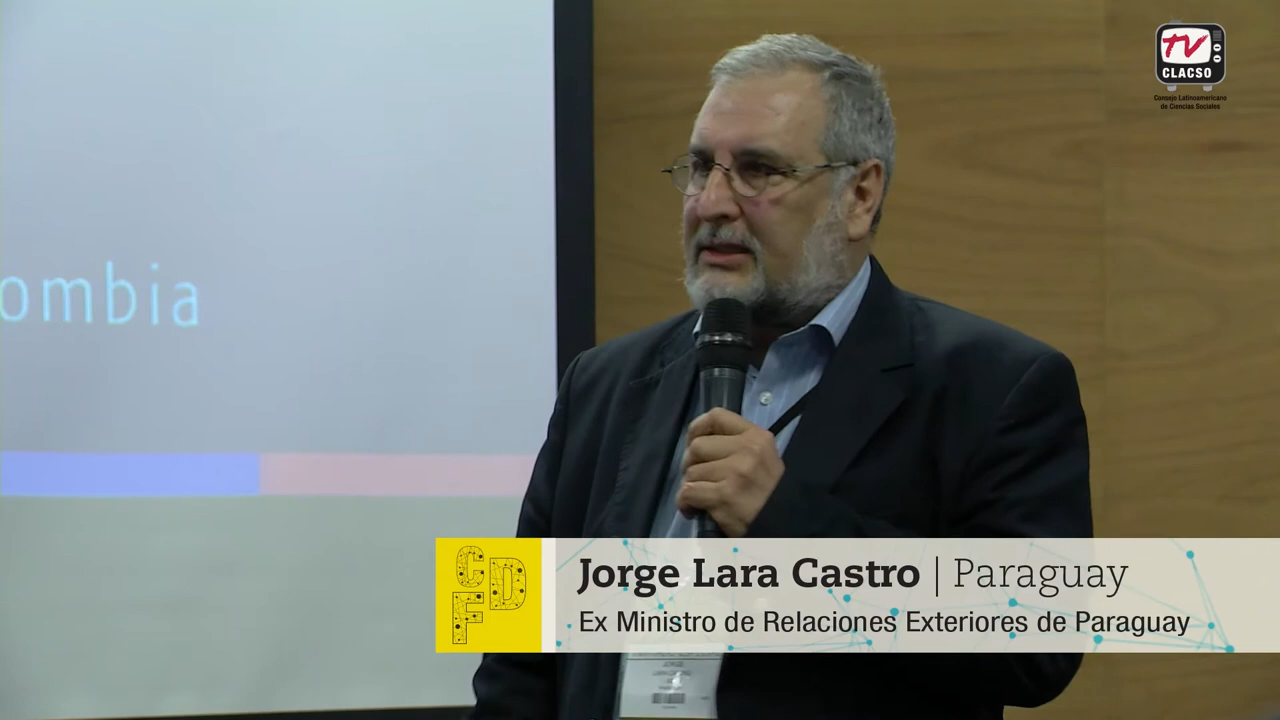 TV
CLACSO
Consejo Latinoamericano
de Ciencias Sociales
ombia
CDF
Jorge Lara Castro | Paraguay
Ex Ministro de Relaciones Exteriores de Paraguay
JORGE